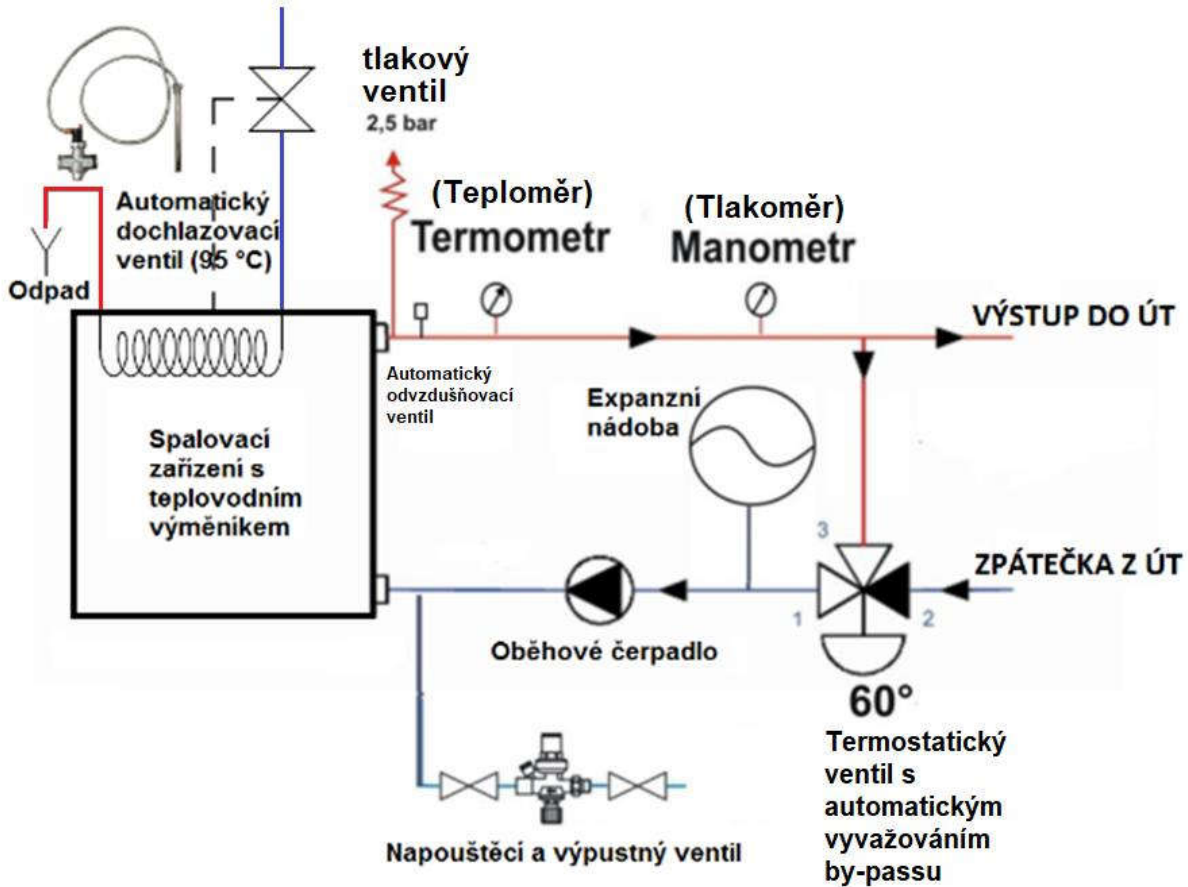 tlakový
ventil
2,5 bar
(Teploměr)
Termometr
(Tlakoměr)
Manometr
Automatický
dochlazovací
ventil (95 °C)
Odpad
VÝSTUP DO ÚT
Automatický
odvzdušňovací
ventil
Expanzní
nádoba
Spalovací
zařízení s
teplovodním
výměníkem
3
ZPÁTEČKA Z ÚT
1
2
Oběhové čerpadlo
60°
Termostatický
ventil s
automatickým
vyvažováním
by-passu
Napouštěcí a výpustný ventil